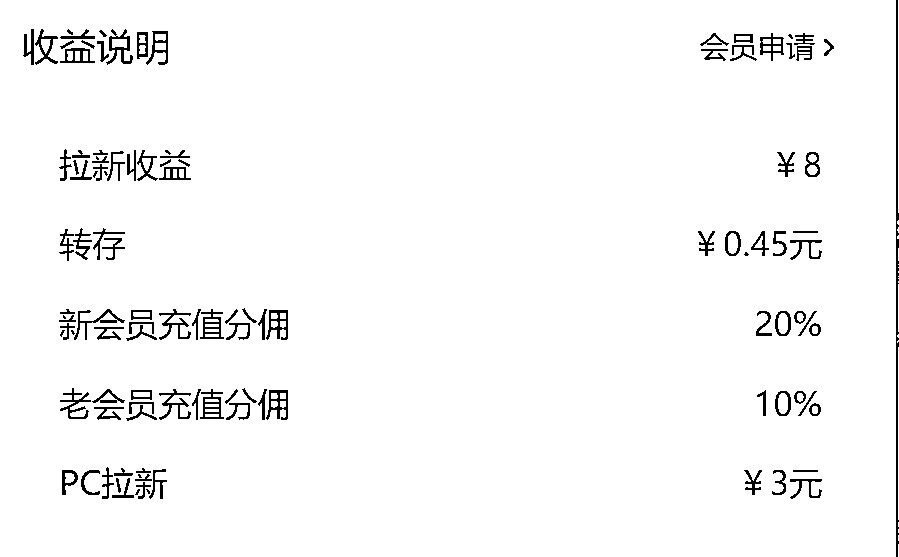 收益说明 会员申请 >
拉新收益 ¥8
转存 ¥0.45元
新会员充值分佣 20%
老会员充值分佣 10%
PC拉新 ¥3元